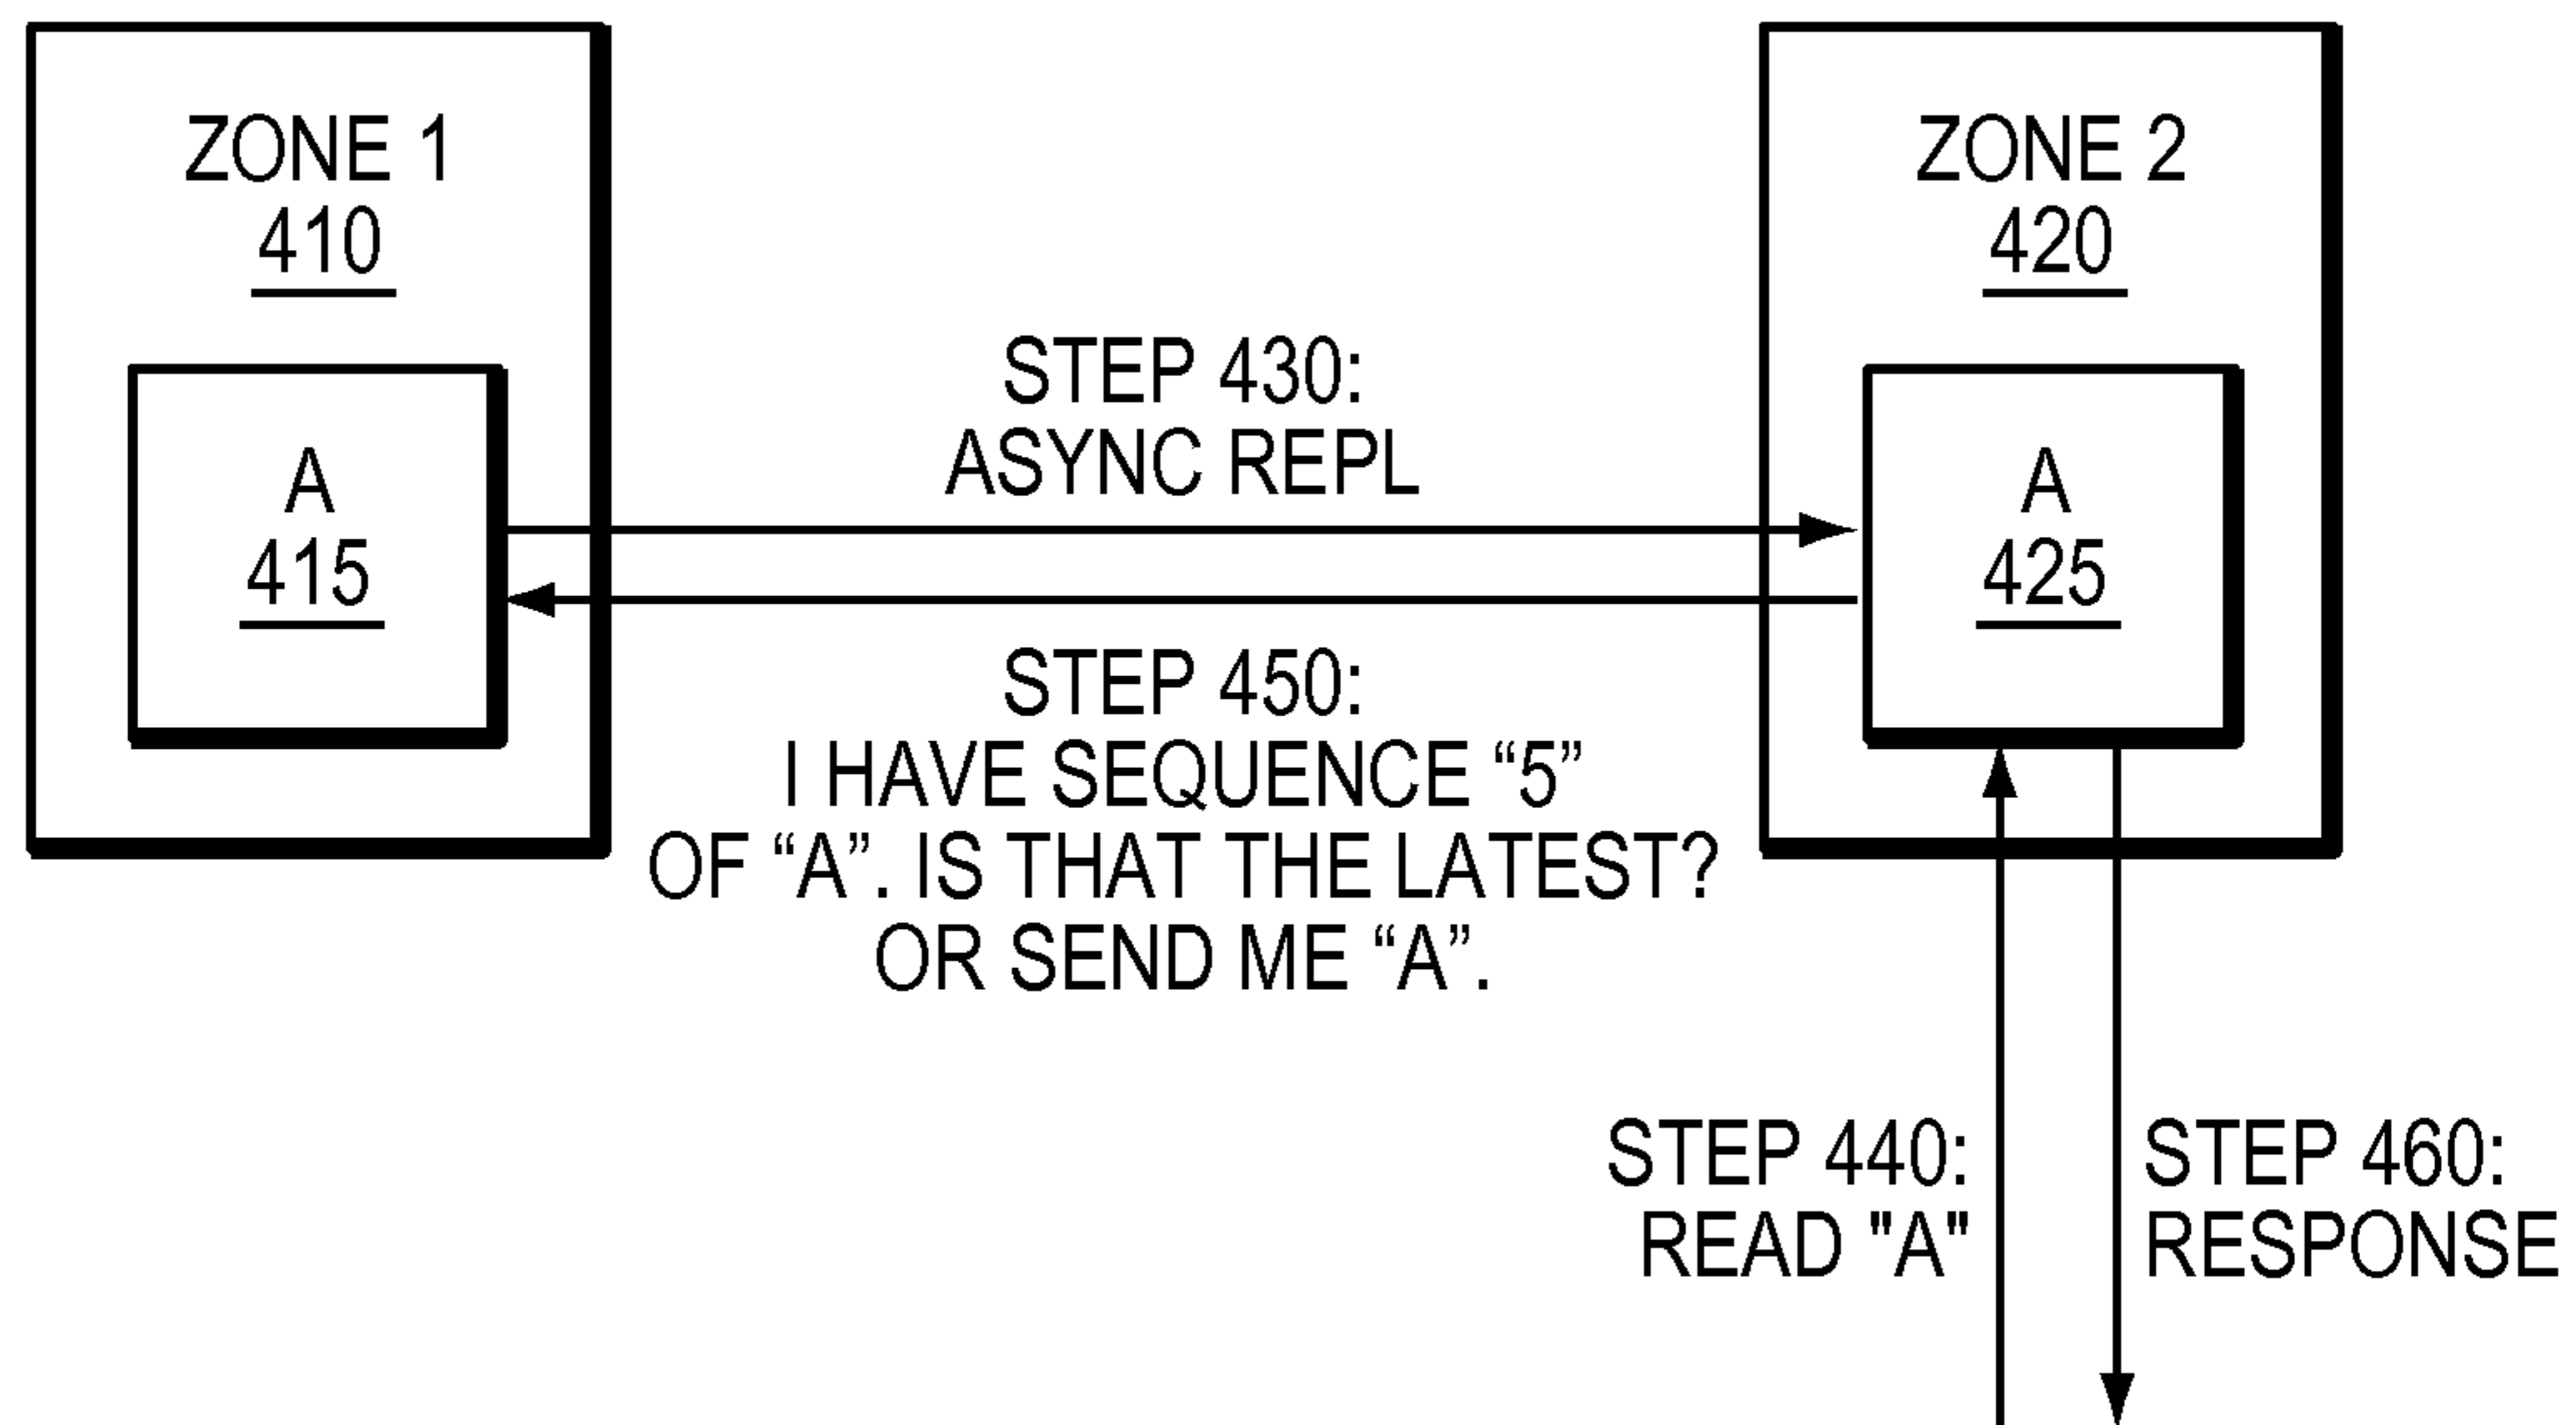 ZONE 1
410
A
415
STEP 430:
ASYNC REPL
STEP 450:
I HAVE SEQUENCE “5”
OF “A”. IS THAT THE LATEST?
OR SEND ME “A”.
ZONE 2
420
A
425
STEP 440:
READ "A"
STEP 460:
RESPONSE